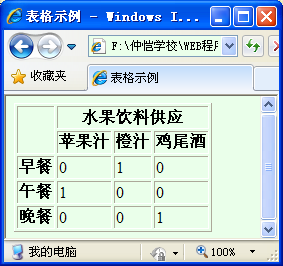 表格示例 - Windows I...
F:\仲恺学校\WEB程序
收藏夹
表格示例
水果饮料供应
苹果汁 橙汁 鸡尾酒
早餐 0 1 0
午餐 1 0 0
晚餐 0 0 1
我的电脑
100%